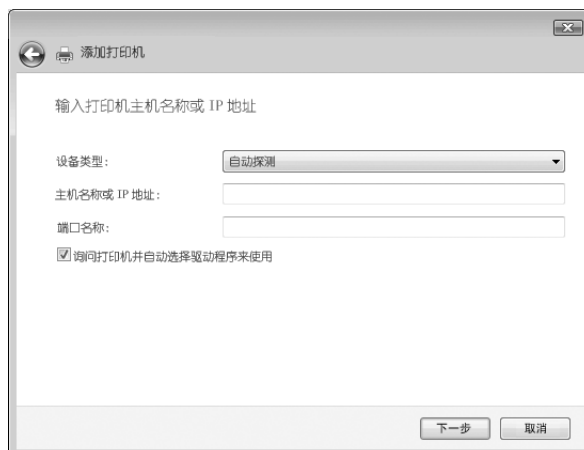 添加打印机
输入打印机主机名称或 IP 地址
设备类型:
自动探测
主机名称或 IP 地址:
端口名称:
询问打印机并自动选择驱动程序来使用
下一步
取消